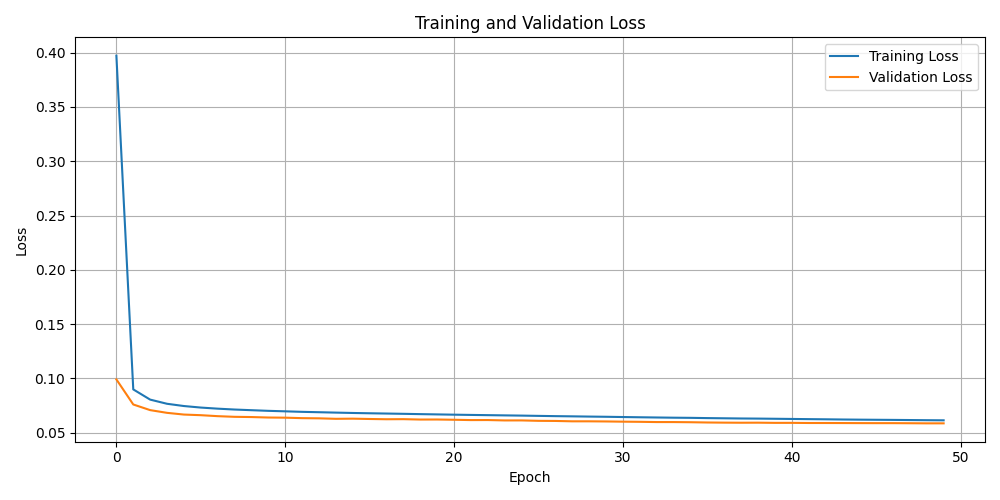 Training and Validation Loss
Training Loss
Validation Loss
Loss
0.40
0.35
0.30
0.25
0.20
0.15
0.10
0.05
0 10 20 30 40 50
Epoch